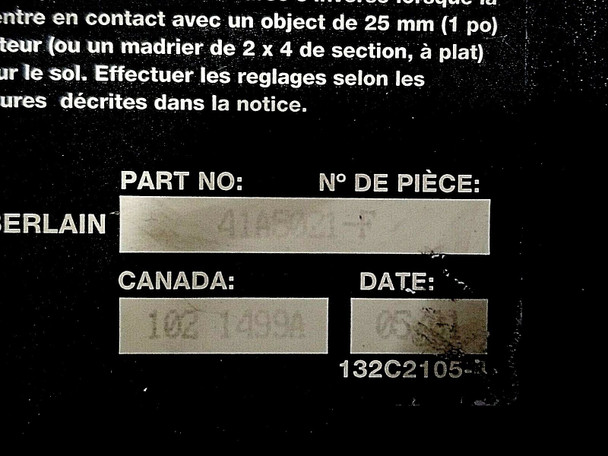 entre en contact avec un object de 25 mm (1 po)
teur (ou un madrier de 2 x 4 de section, à plat)
ur le sol. Effectuer les reglages selon les
ures décrites dans la notice.
PART NO: Nº DE PIÈCE:
BERLAIN
CANADA: DATE:
102 1499A